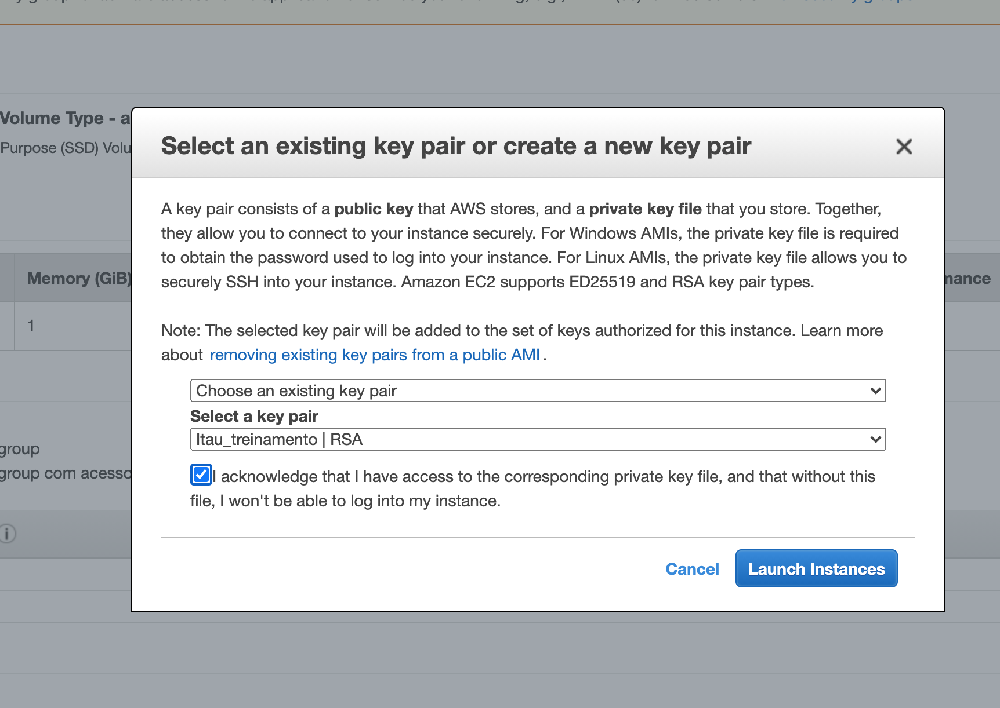 Volume Type - a
Purpose (SSD) Volu
Memory (GiB)
mance
1
group
group com acesso
Select an existing key pair or create a new key pair
A key pair consists of a public key that AWS stores, and a private key file that you store. Together,
they allow you to connect to your instance securely. For Windows AMIs, the private key file is required
to obtain the password used to log into your instance. For Linux AMIs, the private key file allows you to
securely SSH into your instance. Amazon EC2 supports ED25519 and RSA key pair types.
Note: The selected key pair will be added to the set of keys authorized for this instance. Learn more
about removing existing key pairs from a public AMI .
Choose an existing key pair
Select a key pair
Itau_treinamento | RSA
I acknowledge that I have access to the corresponding private key file, and that without this
file, I won't be able to log into my instance.
Cancel
Launch Instances